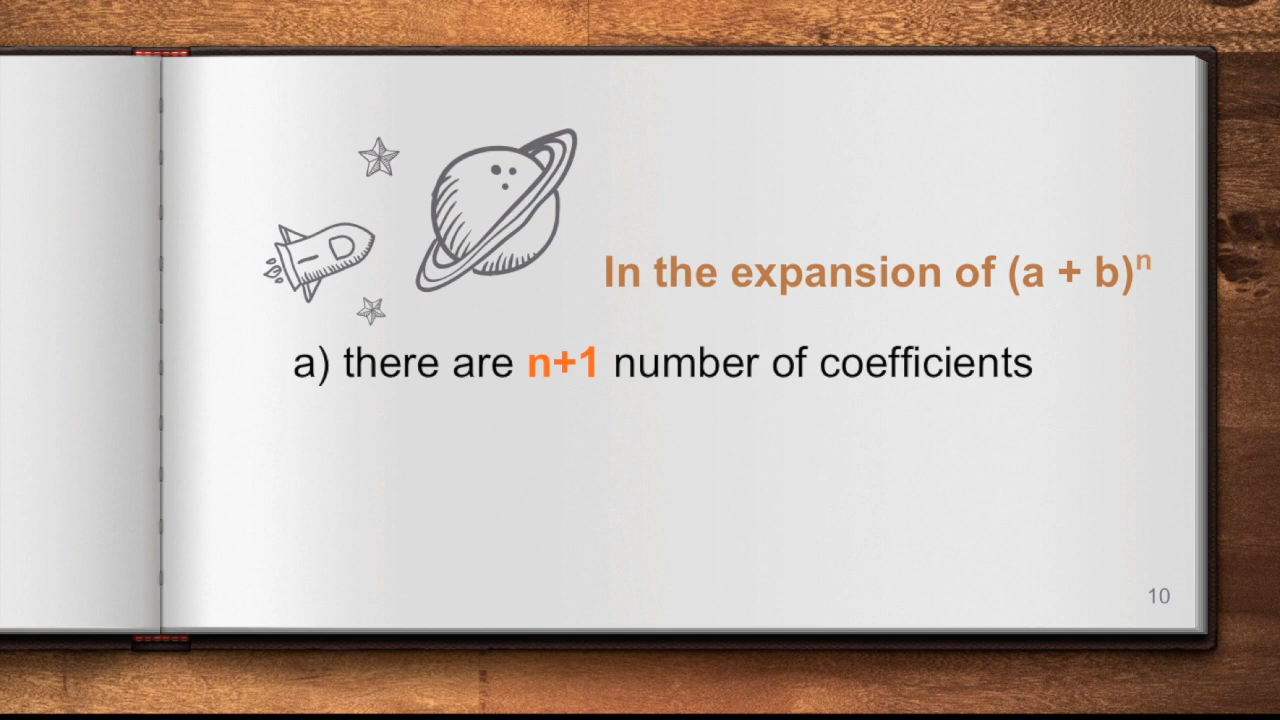 In the expansion of (a + b)ⁿ
a) there are n+1 number of coefficients
10